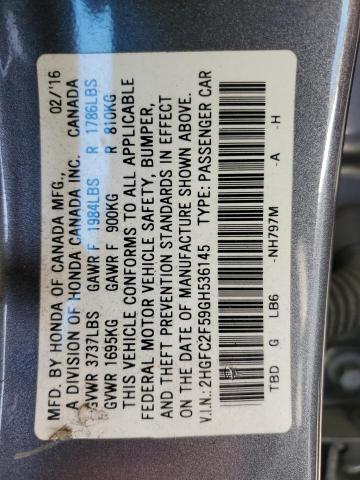 MFD. BY HONDA OF CANADA MFG., 02/'16
A DIVISION OF HONDA CANADA INC. CANADA
GVWR 3737LBS GAWR F 1984LBS R 1786LBS
GVWR 1695KG GAWR F 900KG R 810KG
THIS VEHICLE CONFORMS TO ALL APPLICABLE
FEDERAL MOTOR VEHICLE SAFETY, BUMPER,
AND THEFT PREVENTION STANDARDS IN EFFECT
ON THE DATE OF MANUFACTURE SHOWN ABOVE.
V.I.N.: 2HGFC2F59GH536145 TYPE: PASSENGER CAR
TBD G LB6 -NH797M -A -H